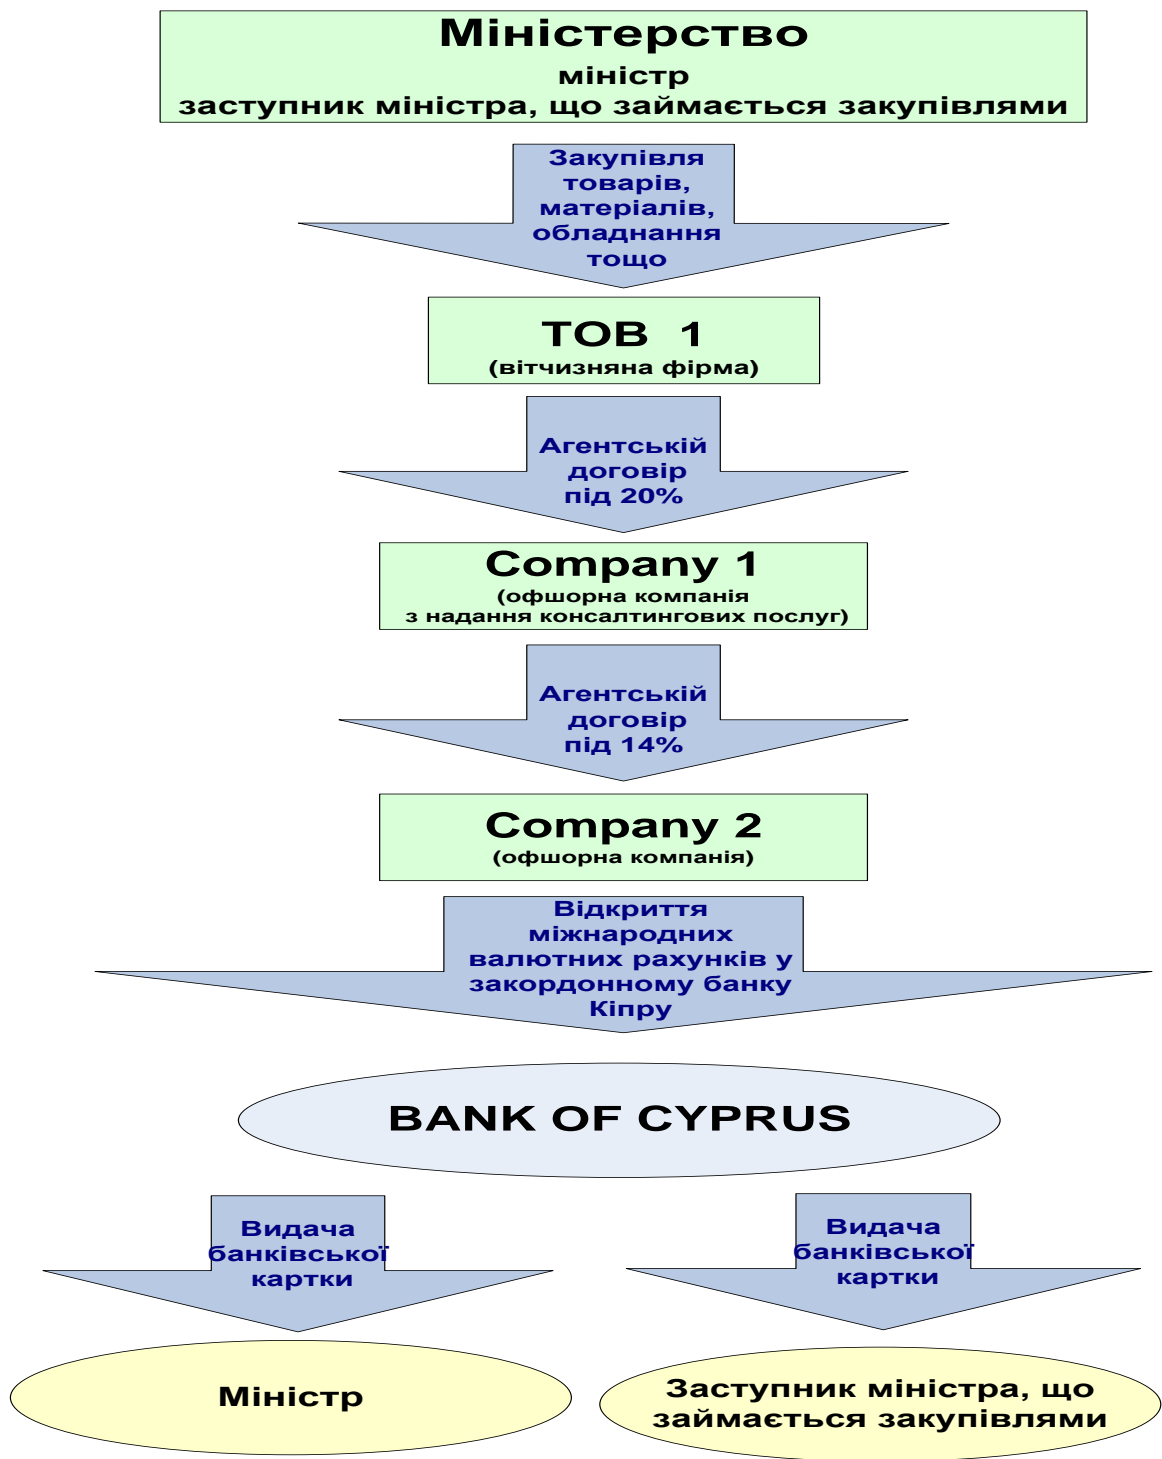 Міністерство
міністр
заступник міністра, що займається закупівлями
Закупівля
товарів,
матеріалів,
обладнання
тощо
ТОВ 1
(вітчизняна фірма)
Агентській
договір
під 20%
Company 1
(офшорна компанія
з надання консалтингових послуг)
Агентській
договір
під 14%
Company 2
(офшорна компанія)
Відкриття
міжнародних
валютних рахунків у
закордонному банку
Кіпру
BANK OF CYPRUS
Видача
банківської
картки
Видача
банківської
картки
Міністр
Заступник міністра, що
займається закупівлями